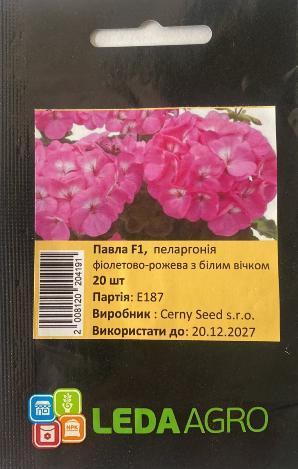 Павла F1, пеларгонія
фіолетово-рожева з білим вічком
20 шт
Партія: E187
Виробник : Cerny Seed s.r.o.
Використати до: 20.12.2027
2 008120 204191
NPK
LEDA AGRO